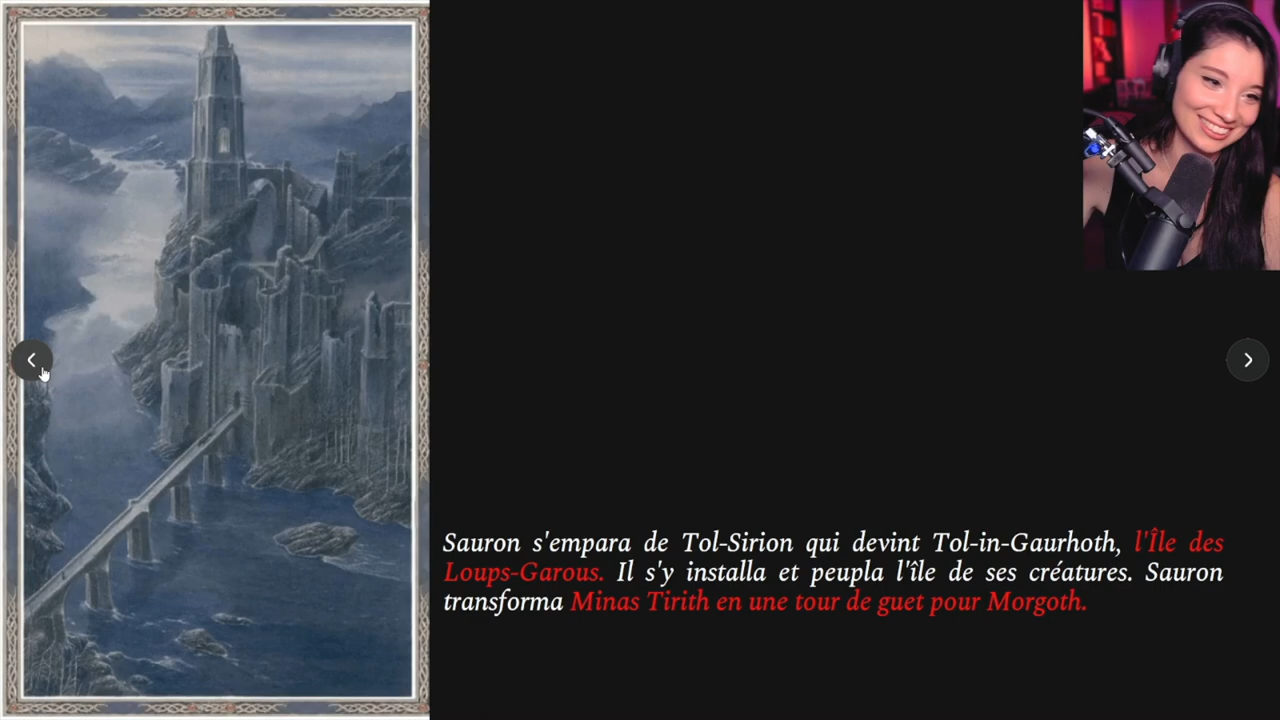 Sauron s'empara de Tol-Sirion qui devint Tol-in-Gaurhoth, l'Île des
Loups-Garous. Il s'y installa et peupla l'île de ses créatures. Sauron
transforma Minas Tirith en une tour de guet pour Morgoth.